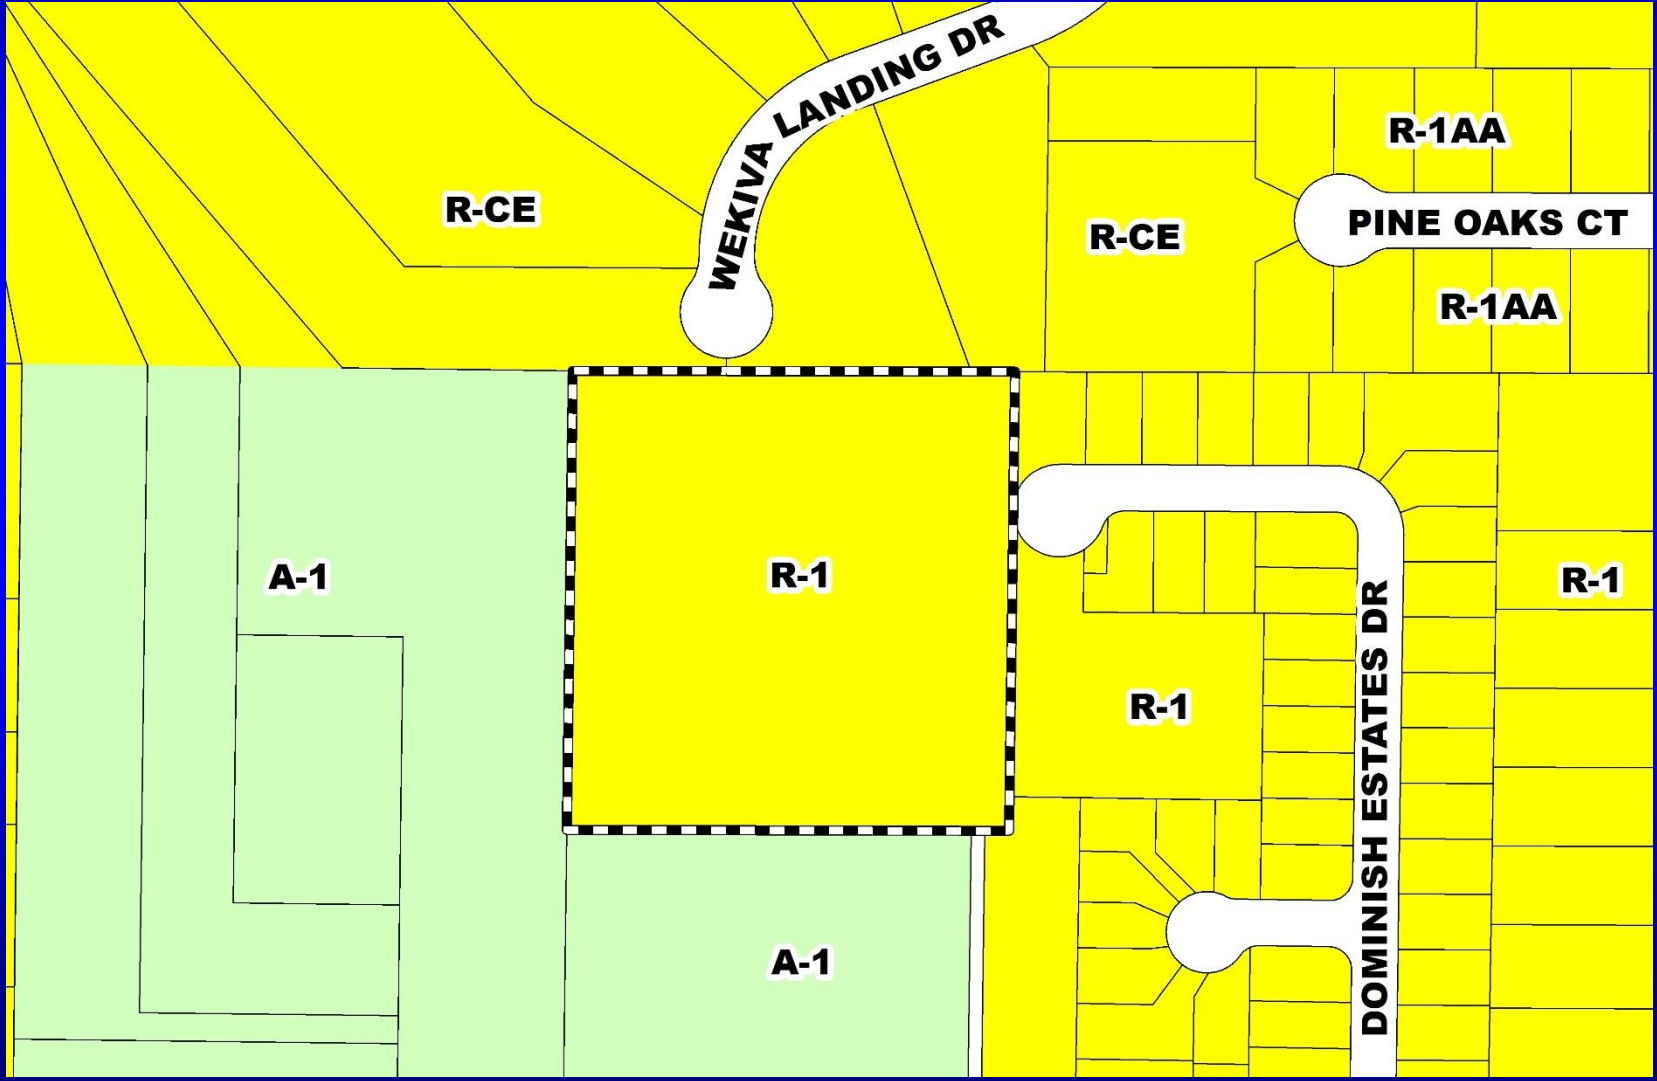 WEKIVA LANDING DR
R-1AA
R-CE
PINE OAKS CT
R-CE
R-1AA
A-1
R-1
R-1
R-1
DOMINISH ESTATES DR
A-1